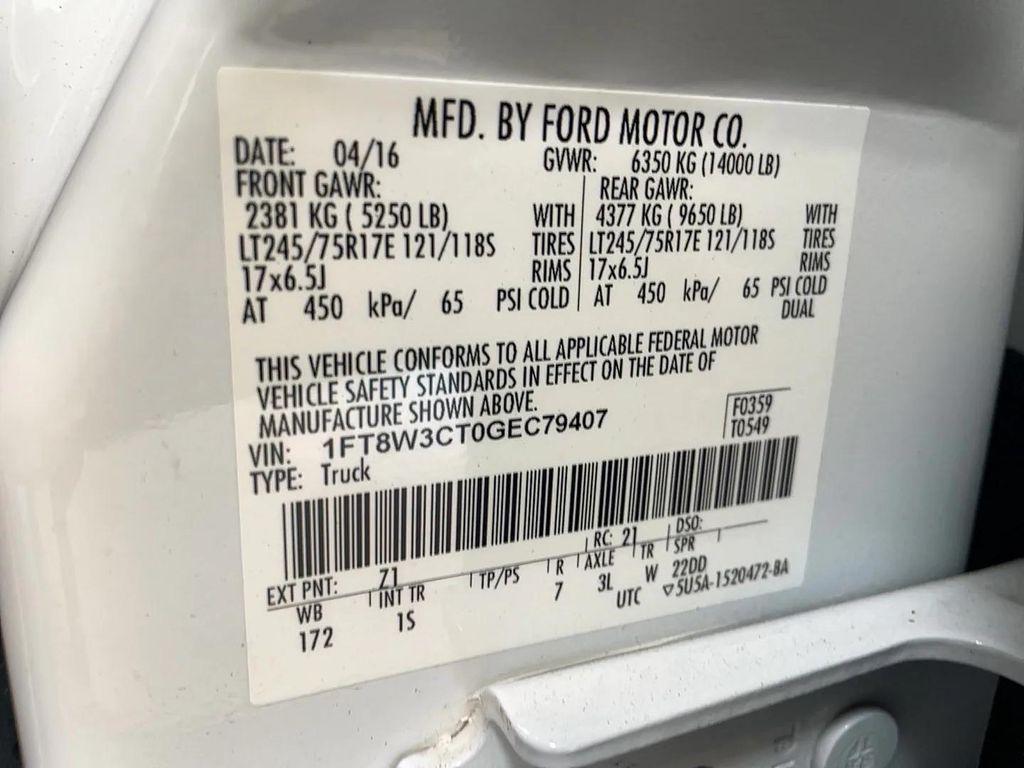 MFD. BY FORD MOTOR CO.
DATE: 04/16 GVWR: 6350 KG (14000 LB)
FRONT GAWR: REAR GAWR:
2381 KG ( 5250 LB) WITH 4377 KG ( 9650 LB) WITH
LT245/75R17E 121/118S TIRES LT245/75R17E 121/118S TIRES
17x6.5J RIMS 17x6.5J RIMS
AT 450 kPa/ 65 PSI COLD AT 450 kPa/ 65 PSI COLD
DUAL
THIS VEHICLE CONFORMS TO ALL APPLICABLE FEDERAL MOTOR
VEHICLE SAFETY STANDARDS IN EFFECT ON THE DATE OF
MANUFACTURE SHOWN ABOVE.
VIN: 1FT8W3CT0GEC79407 F0359
TYPE: Truck T0549
EXT PNT: Z1 RC: 21 DSO:
WB INT TR TP/PS R AXLE TR SPR
172 1S 7 3L W 22DD
UTC ▽5U5A-1520472-BA